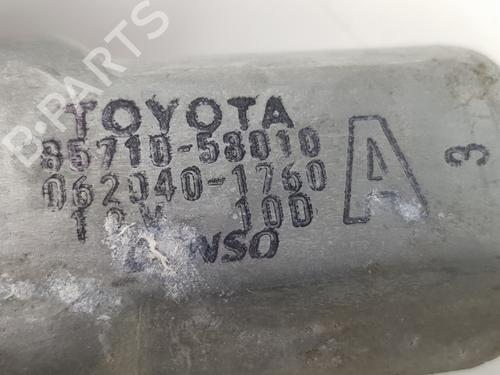 TOYOTA
85710-58010
062040-1760
12V 100
DENSO
A
3
B-PARTS